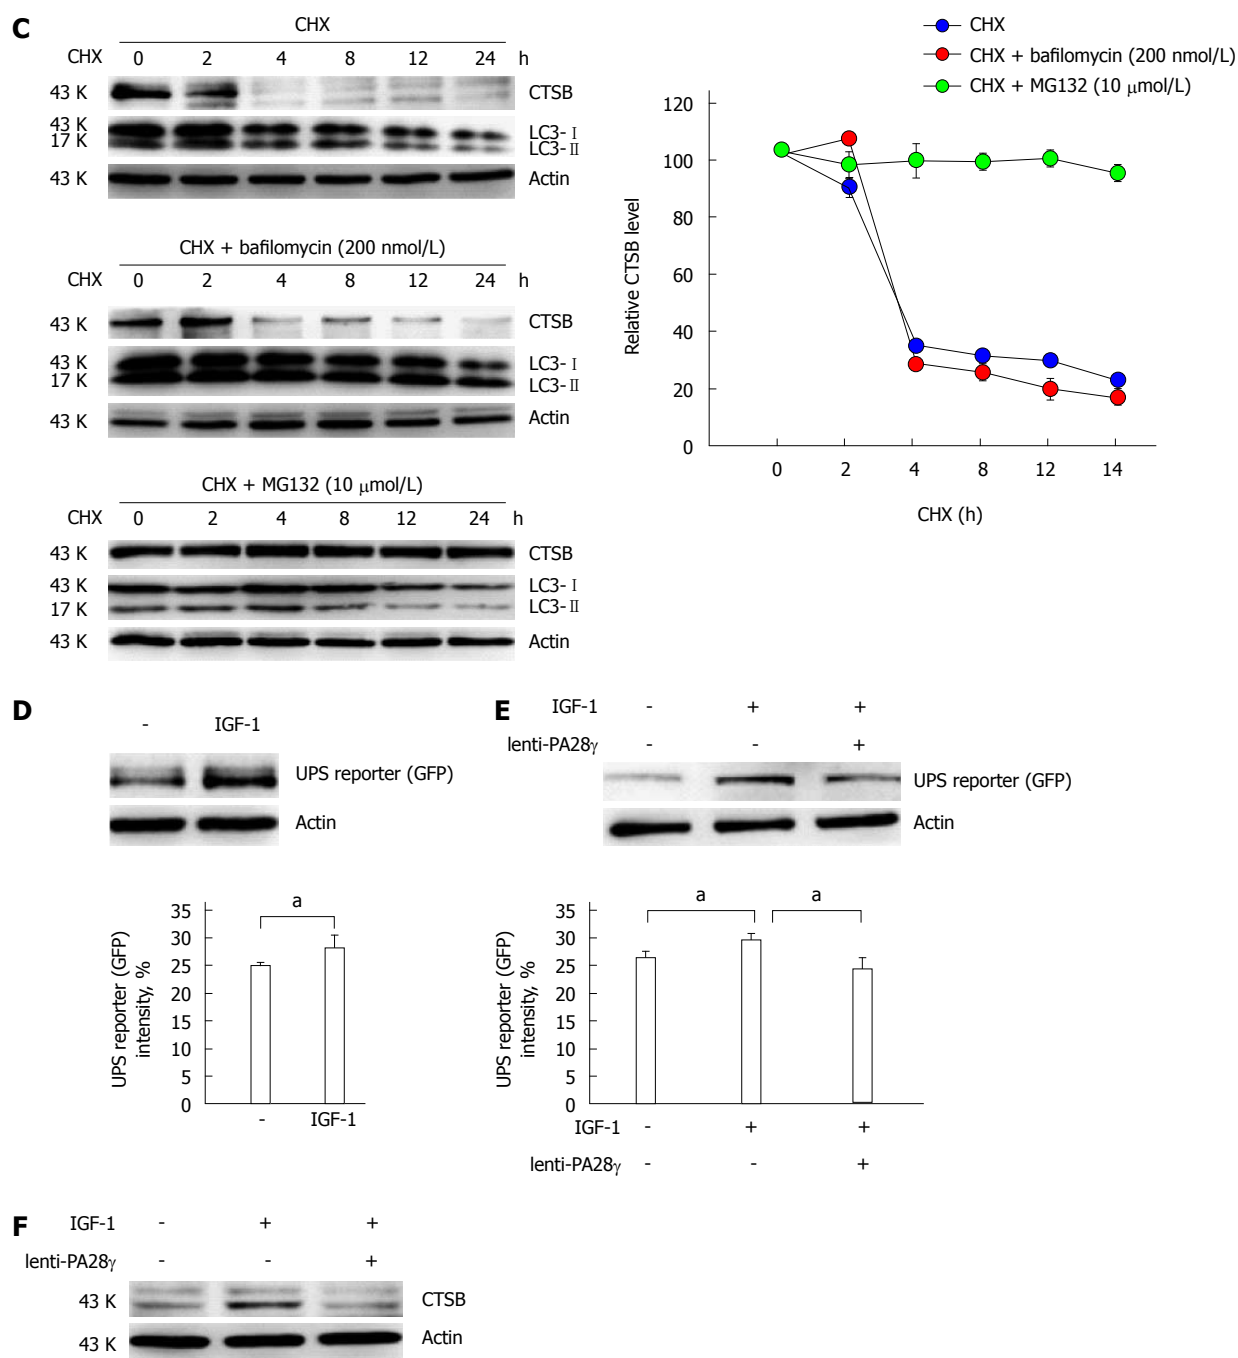 C
CHX
CHX 0 2 4 8 12 24 h
43 K CTSB
43 K LC3-Ⅰ
17 K LC3-Ⅱ
43 K Actin
CHX + bafilomycin (200 nmol/L)
CHX 0 2 4 8 12 24 h
43 K CTSB
43 K LC3-Ⅰ
17 K LC3-Ⅱ
43 K Actin
CHX + MG132 (10 μmol/L)
CHX 0 2 4 8 12 24 h
43 K CTSB
43 K LC3-Ⅰ
17 K LC3-Ⅱ
43 K Actin
CHX
CHX + bafilomycin (200 nmol/L)
CHX + MG132 (10 μmol/L)
Relative CTSB level
120
100
80
60
40
20
0
0 2 4 8 12 14
CHX (h)
D
- IGF-1
UPS reporter (GFP)
Actin
UPS reporter (GFP)
intensity, %
35
30
25
20
15
10
5
0
a
- IGF-1
E
IGF-1 - + +
lenti-PA28γ - - +
UPS reporter (GFP)
Actin
UPS reporter (GFP)
intensity, %
35
30
25
20
15
10
5
0
a a
IGF-1 - + +
lenti-PA28γ - - +
F
IGF-1 - + +
lenti-PA28γ - - +
43 K CTSB
43 K Actin